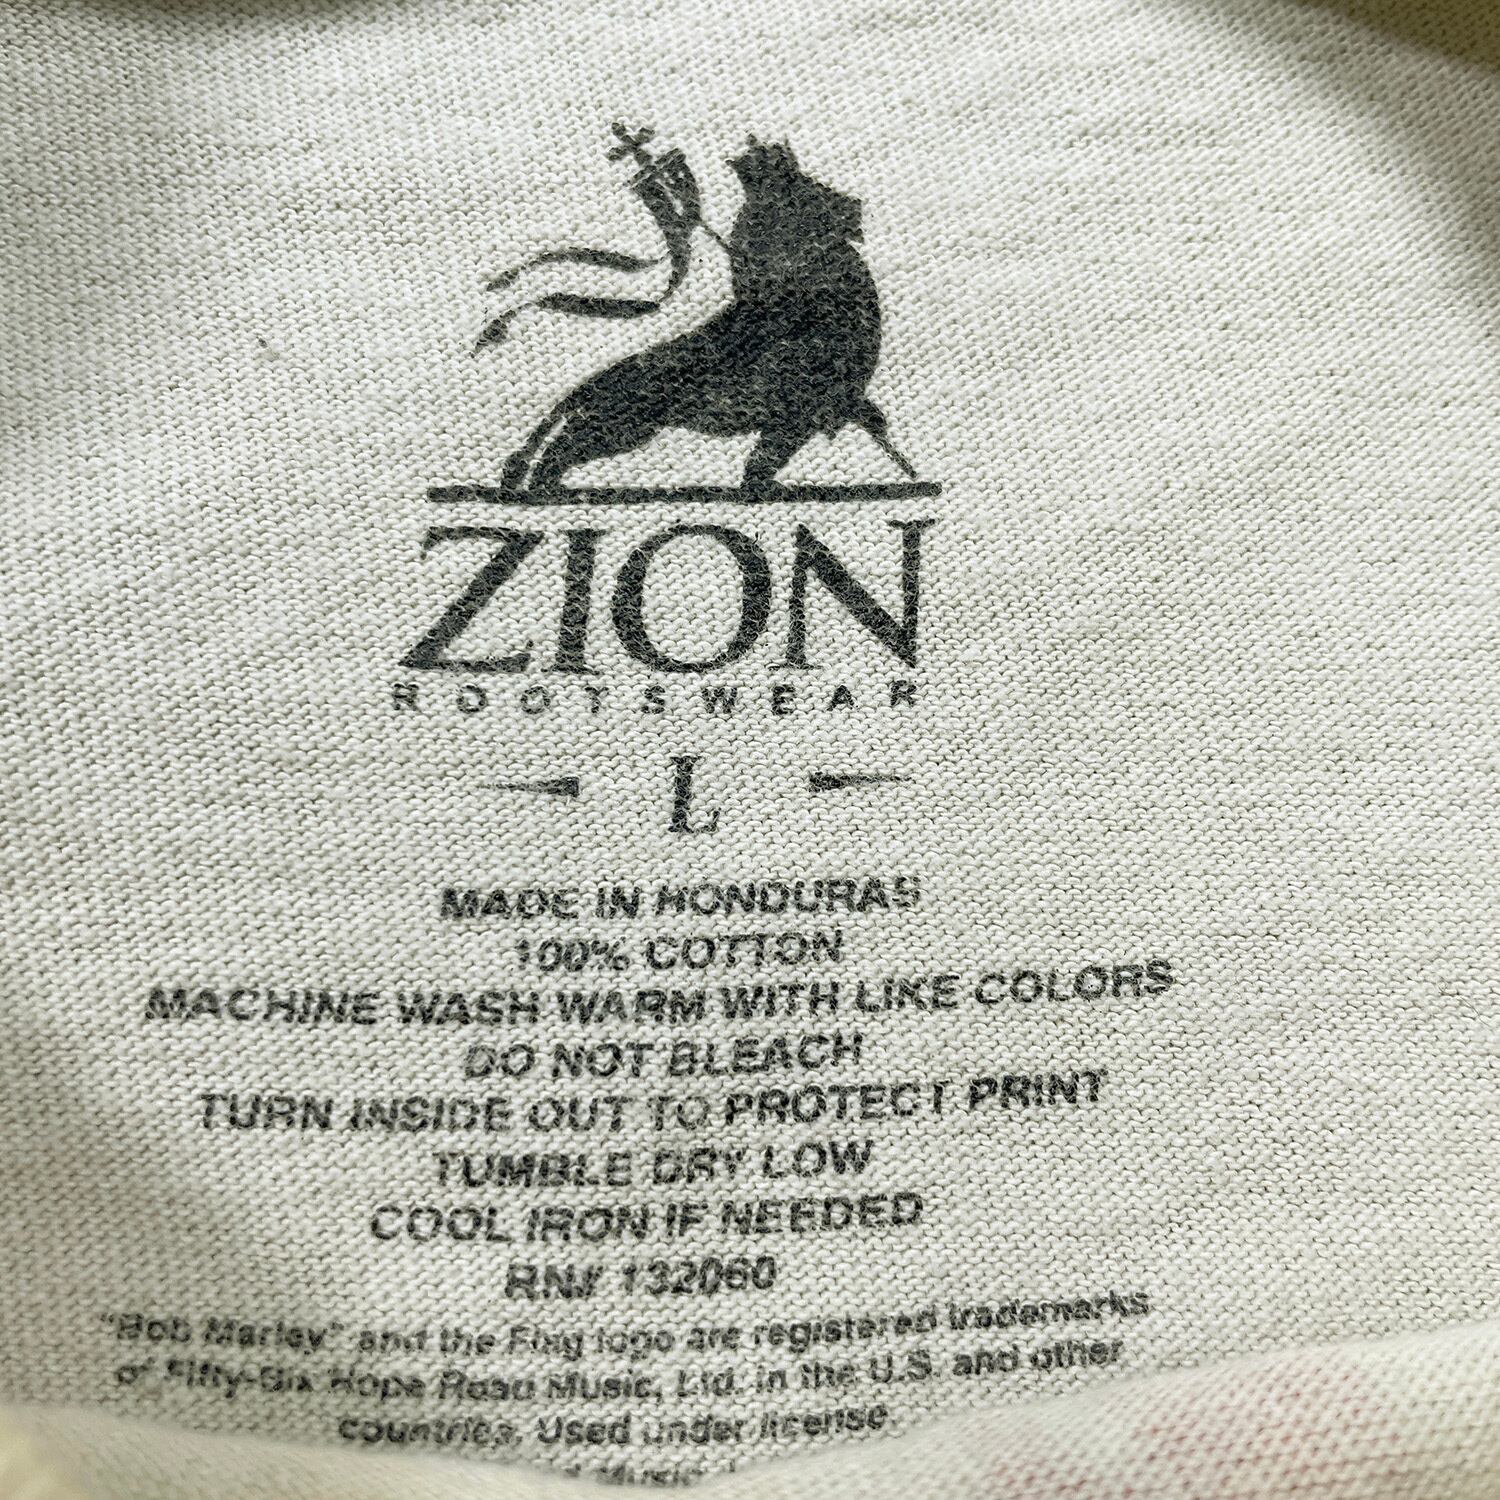 ZION
ROOTSWEAR
L
MADE IN HONDURAS
100% COTTON
MACHINE WASH WARM WITH LIKE COLORS
DO NOT BLEACH
TURN INSIDE OUT TO PROTECT PRINT
TUMBLE DRY LOW
COOL IRON IF NEEDED
RN# 132060
"Bob Marley" and the Flag logo are registered trademarks
of Fifty-Six Hope Road Music, Ltd. in the U.S. and other
countries. Used under license.
Music